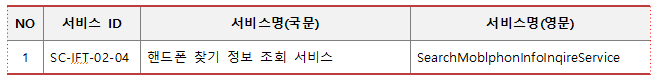 NO 서비스 ID 서비스명(국문) 서비스명(영문)
1 SC-IFT-02-04 핸드폰 찾기 정보 조회 서비스 SearchMoblphonInfoInqireService